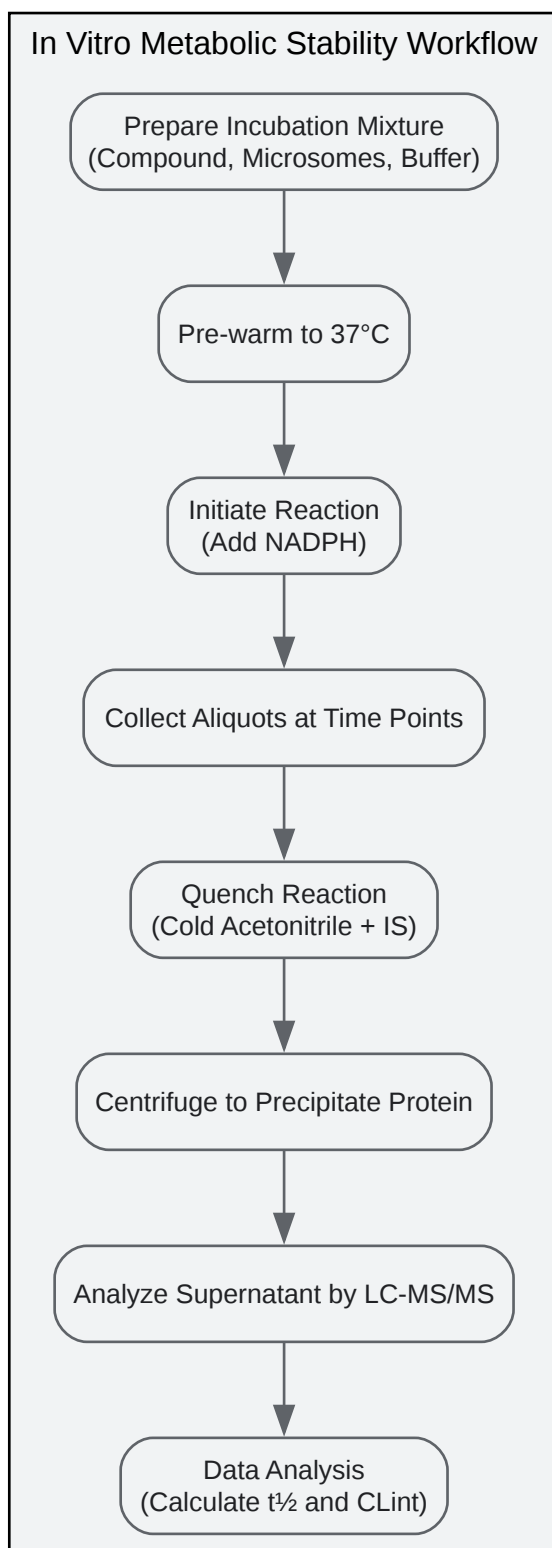 In Vitro Metabolic Stability Workflow
Prepare Incubation Mixture
(Compound, Microsomes, Buffer)
Pre-warm to 37°C
Initiate Reaction
(Add NADPH)
Collect Aliquots at Time Points
Quench Reaction
(Cold Acetonitrile + IS)
Centrifuge to Precipitate Protein
Analyze Supernatant by LC-MS/MS
Data Analysis
(Calculate t½ and CLint)